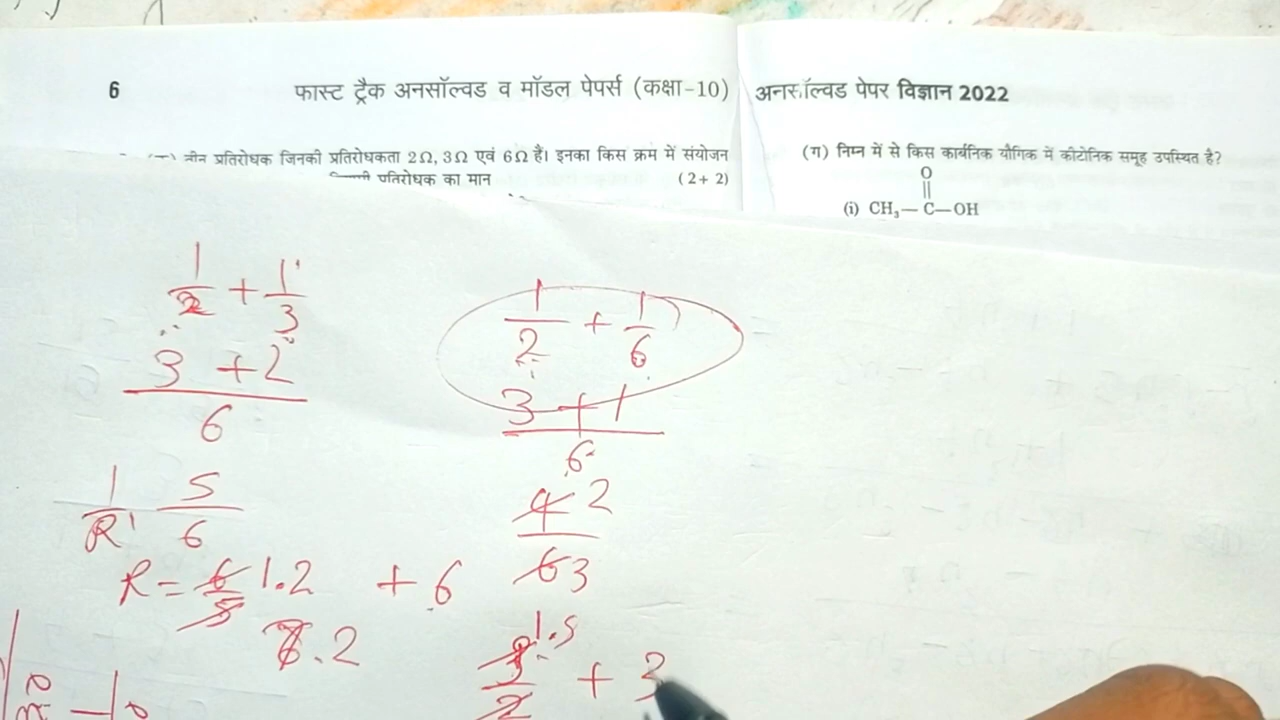 6
फास्ट ट्रैक अनसॉल्वड व मॉडल पेपर्स (कक्षा-10)
तीन प्रतिरोधक जिनकी प्रतिरोधकता 2Ω, 3Ω एवं 6Ω हैं। इनका किस क्रम में संयोजन
प्रतिरोधक का मान (2+ 2)
अनसॉल्वड पेपर विज्ञान 2022
(ग) निम्न में से किस कार्बनिक यौगिक में कीटोनिक समूह उपस्थित है?
O
||
(i) CH₃— C—OH
1/2 + 1/3
3 + 2
6
1/R' 5/6
R = 6/5 1.2 + 6
.2
1/2 + 1/6
3 + 1
6
4 2
6 3
1.5
3/2 + 3